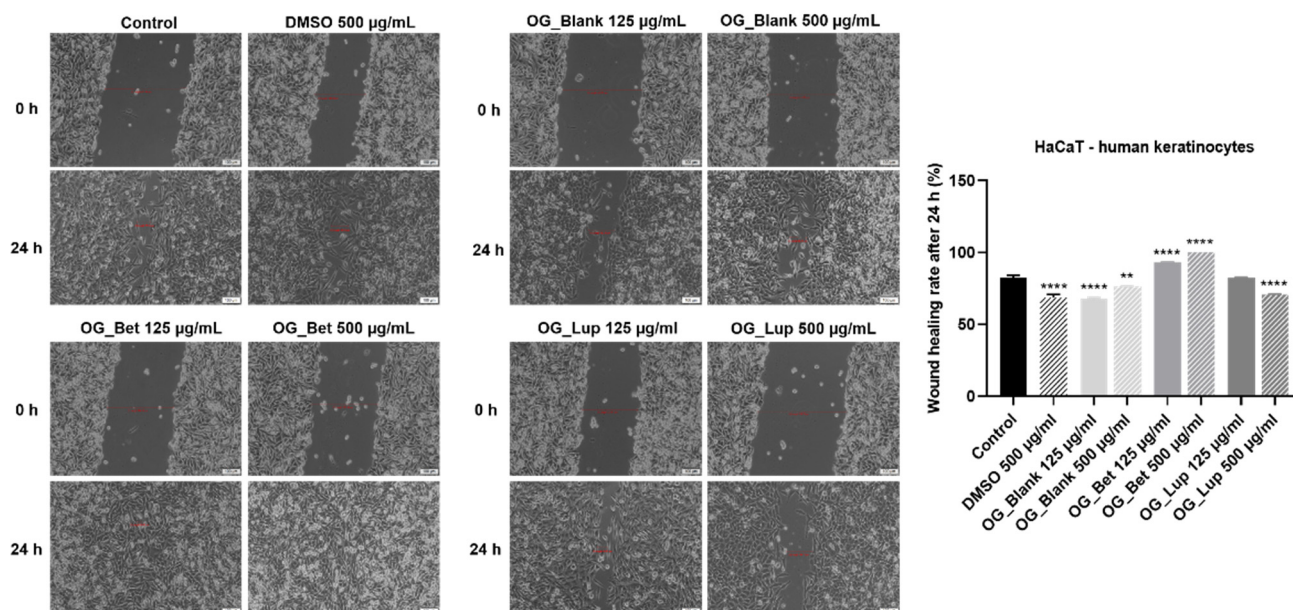 Control
DMSO 500 µg/mL
OG_Blank 125 µg/mL
OG_Blank 500 µg/mL
0 h
0 h
24 h
24 h
OG_Bet 125 µg/mL
OG_Bet 500 µg/mL
OG_Lup 125 µg/ml
OG_Lup 500 µg/mL
0 h
0 h
24 h
24 h
HaCaT - human keratinocytes
Wound healing rate after 24 h (%)
150
100
50
0
****
****
**
****
****
****
Control
DMSO 500 µg/ml
OG_Blank 125 µg/ml
OG_Blank 500 µg/ml
OG_Bet 125 µg/ml
OG_Bet 500 µg/ml
OG_Lup 125 µg/ml
OG_Lup 500 µg/ml